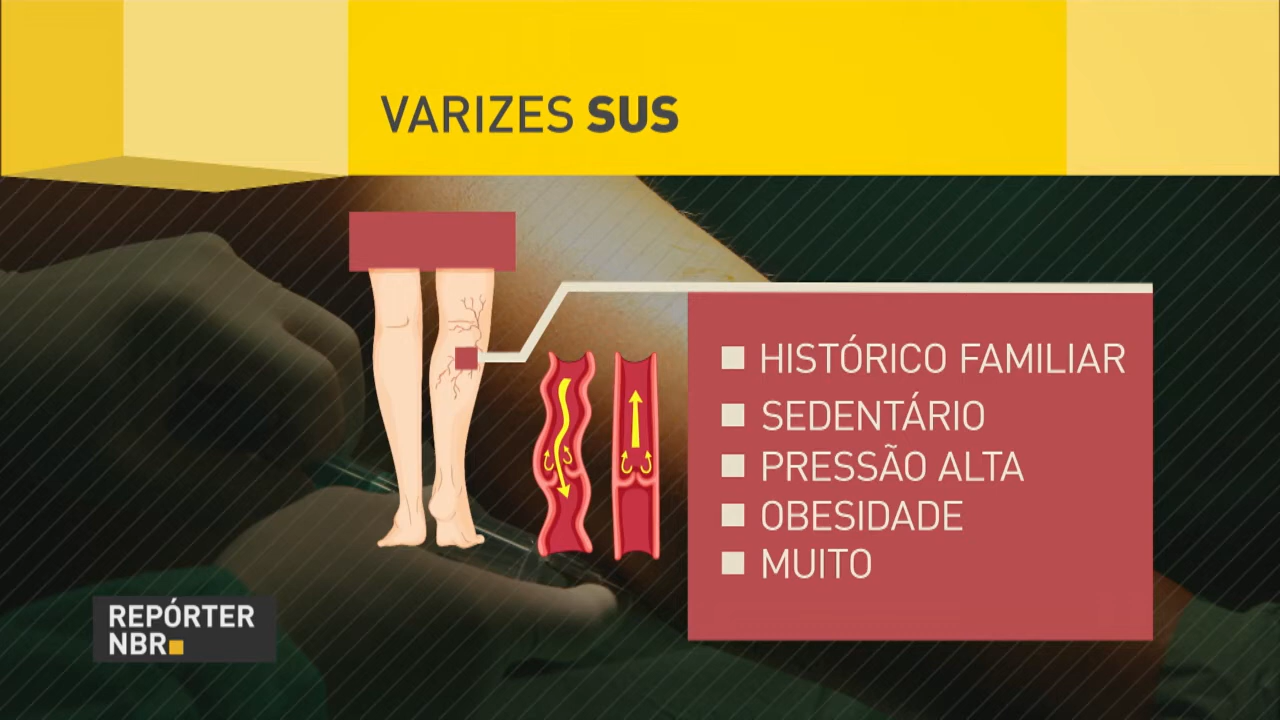 VARIZES SUS
HISTÓRICO FAMILIAR
SEDENTÁRIO
PRESSÃO ALTA
OBESIDADE
MUITO
REPÓRTER
NBR